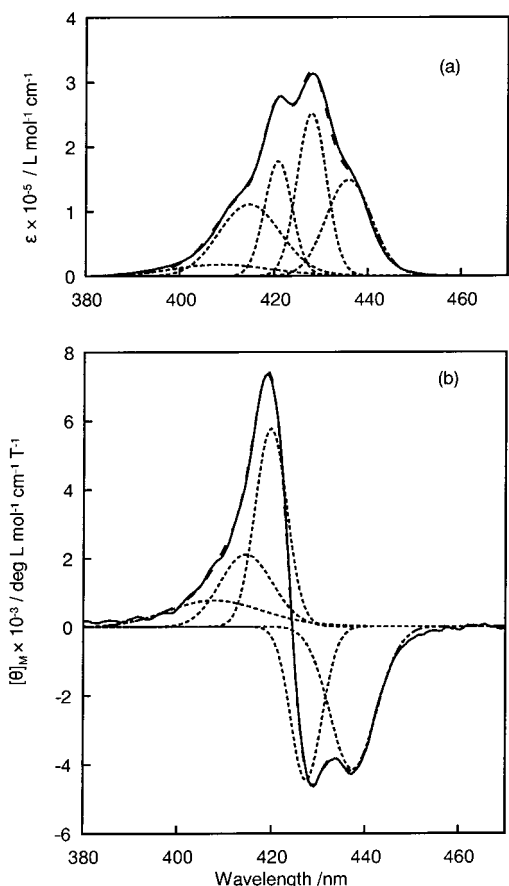 4
3
2
1
0
ε × 10⁻⁵ / L mol⁻¹ cm⁻¹
(a)
380 400 420 440 460
8
6
4
2
0
-2
-4
-6
[θ]M × 10⁻³ / deg L mol⁻¹ cm⁻¹ T⁻¹
(b)
380 400 420 440 460
Wavelength /nm